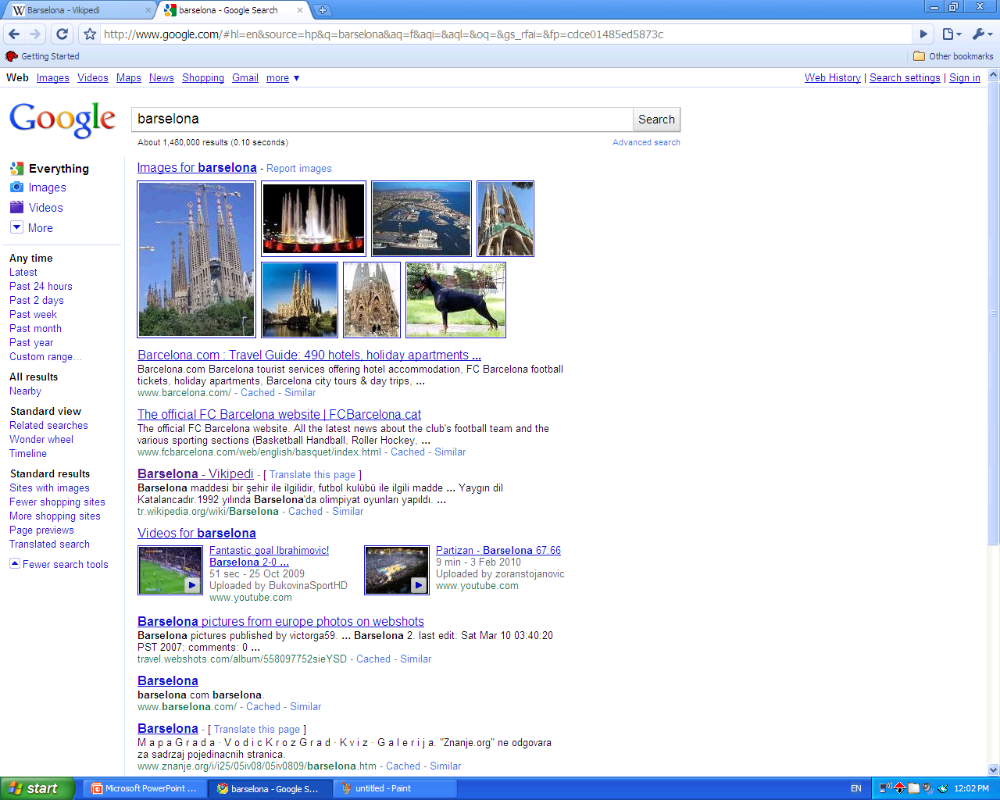 Barselona - Vikipedi
barselona - Google Search
http://www.google.com/#hl=en&source=hp&q=barselona&aq=f&aqi=&aql=&oq=&gs_rfai=&fp=cdce01485ed5873c
Getting Started
Other bookmarks
Web Images Videos Maps News Shopping Gmail more ▼
Web History | Search settings | Sign in
Google
barselona
Search
About 1,480,000 results (0.10 seconds)
Advanced search
Everything
Images
Videos
More
Any time
Latest
Past 24 hours
Past 2 days
Past week
Past month
Past year
Custom range...
All results
Nearby
Standard view
Related searches
Wonder wheel
Timeline
Standard results
Sites with images
Fewer shopping sites
More shopping sites
Page previews
Translated search
Fewer search tools
Images for barselona - Report images
Barcelona.com : Travel Guide: 490 hotels, holiday apartments ...
Barcelona.com Barcelona tourist services offering hotel accommodation, FC Barcelona football
tickets, holiday apartments, Barcelona city tours & day trips, ...
www.barcelona.com/ - Cached - Similar
The official FC Barcelona website | FCBarcelona.cat
The official FC Barcelona website. All the latest news about the club's football team and the
various sporting sections (Basketball Handball, Roller Hockey, ...
www.fcbarcelona.com/web/english/basquet/index.html - Cached - Similar
Barselona - Vikipedi - [ Translate this page ]
Barselona maddesi bir şehir ile ilgilidir, futbol kulübü ile ilgili madde ... Yaygın dil
Katalancadır.1992 yılında Barselona'da olimpiyat oyunları yapıldı. ...
tr.wikipedia.org/wiki/Barselona - Cached - Similar
Videos for barselona
Fantastic goal Ibrahimovic!
Barselona 2-0 ...
51 sec - 25 Oct 2009
Uploaded by BukovinaSportHD
www.youtube.com
Partizan - Barselona 67:66
9 min - 3 Feb 2010
Uploaded by zoranstojanovic
www.youtube.com
Barselona pictures from europe photos on webshots
Barselona pictures published by victorga59. ... Barselona 2. last edit: Sat Mar 10 03:40:20
PST 2007; comments: 0 ...
travel.webshots.com/album/558097752sieYSD - Cached - Similar
Barselona
barselona.com barselona.
www.barselona.com/ - Cached - Similar
Barselona - [ Translate this page ]
M a p a G r a d a · V o d i c K r o z G r a d · K v i z · G a l e r i j a. "Znanje.org" ne odgovara
za sadrzaj pojedinacnih stranica.
www.znanje.org/i/i25/05iv08/05iv0809/barselona.htm - Cached - Similar
start
Microsoft PowerPoint ...
barselona - Google S...
untitled - Paint
EN
12:02 PM